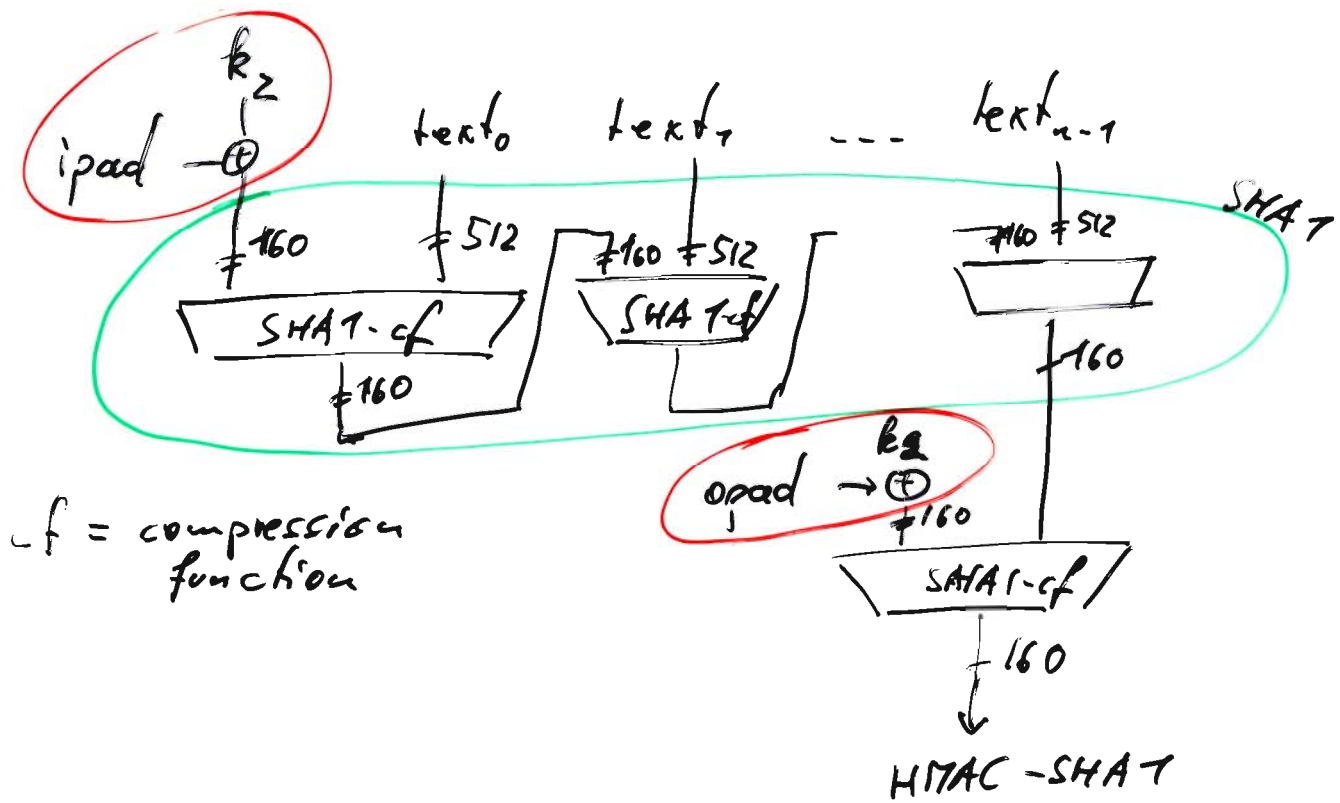 k₂
ipad → ⊕
text₀ text₁ --- textₙ₋₁
SHA1
160 512 160 512 160 512
SHA1-cf SHA1-cf
160 160
opad → ⊕
160
cf = compression
function
SHA1-cf
160
HMAC-SHA1